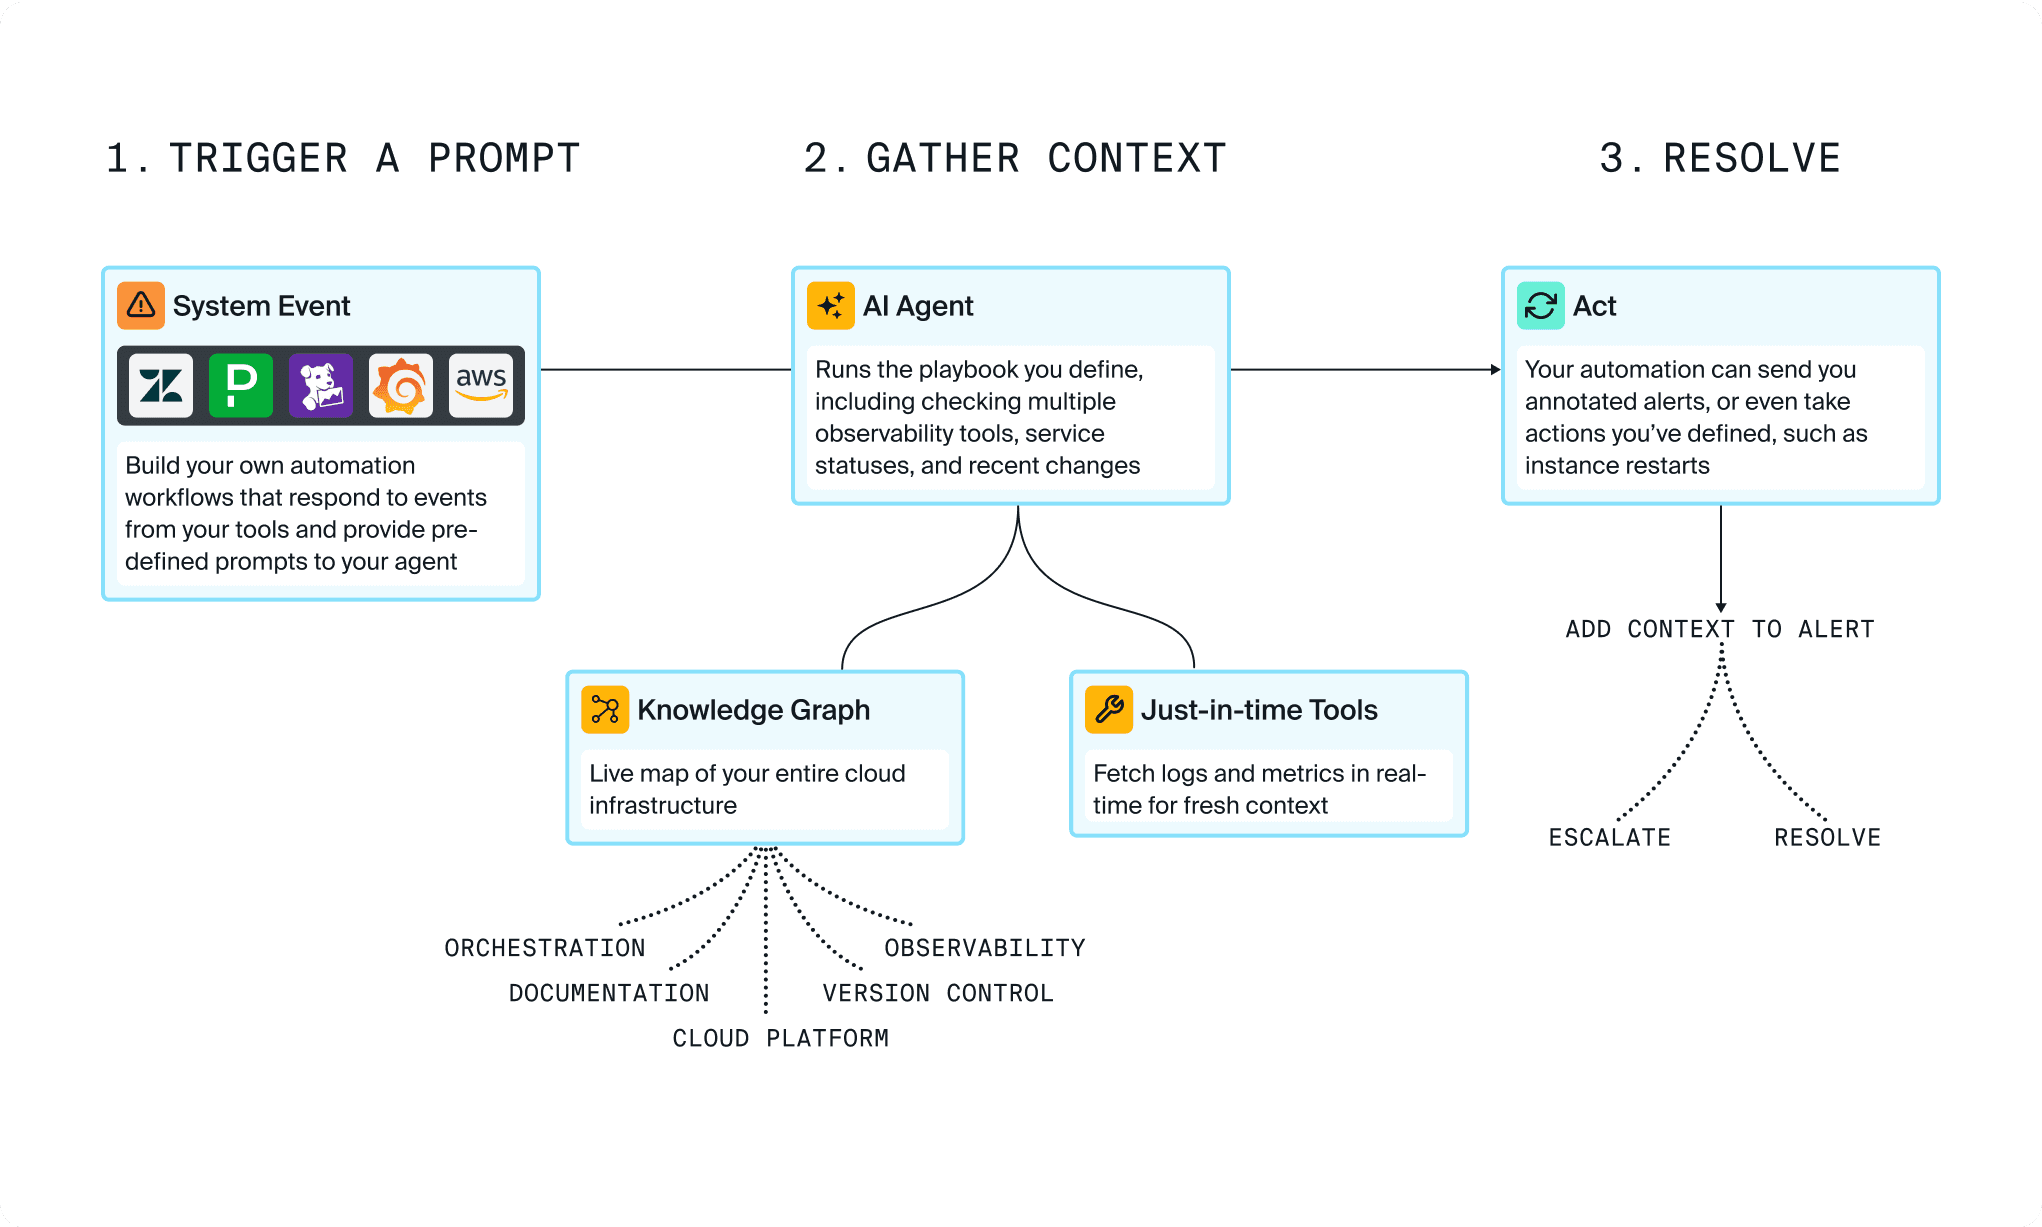 1. TRIGGER A PROMPT
2. GATHER CONTEXT
3. RESOLVE
System Event
aws
Build your own automation
workflows that respond to events
from your tools and provide pre-
defined prompts to your agent
AI Agent
Runs the playbook you define,
including checking multiple
observability tools, service
statuses, and recent changes
Act
Your automation can send you
annotated alerts, or even take
actions you’ve defined, such as
instance restarts
Knowledge Graph
Live map of your entire cloud
infrastructure
Just-in-time Tools
Fetch logs and metrics in real-
time for fresh context
ORCHESTRATION
DOCUMENTATION
CLOUD PLATFORM
VERSION CONTROL
OBSERVABILITY
ADD CONTEXT TO ALERT
ESCALATE
RESOLVE